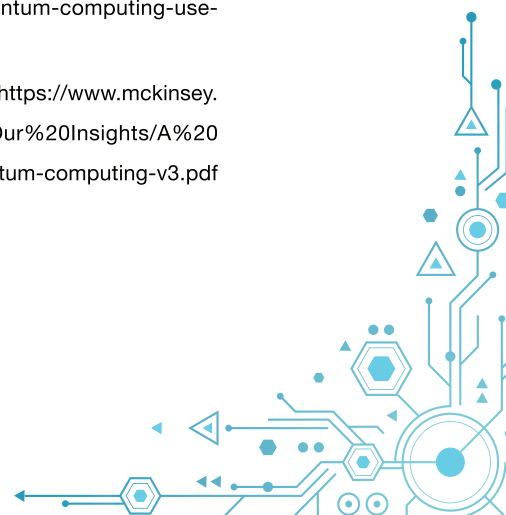 ntum-computing-use-
https://www.mckinsey.
Our%20Insights/A%20
tum-computing-v3.pdf